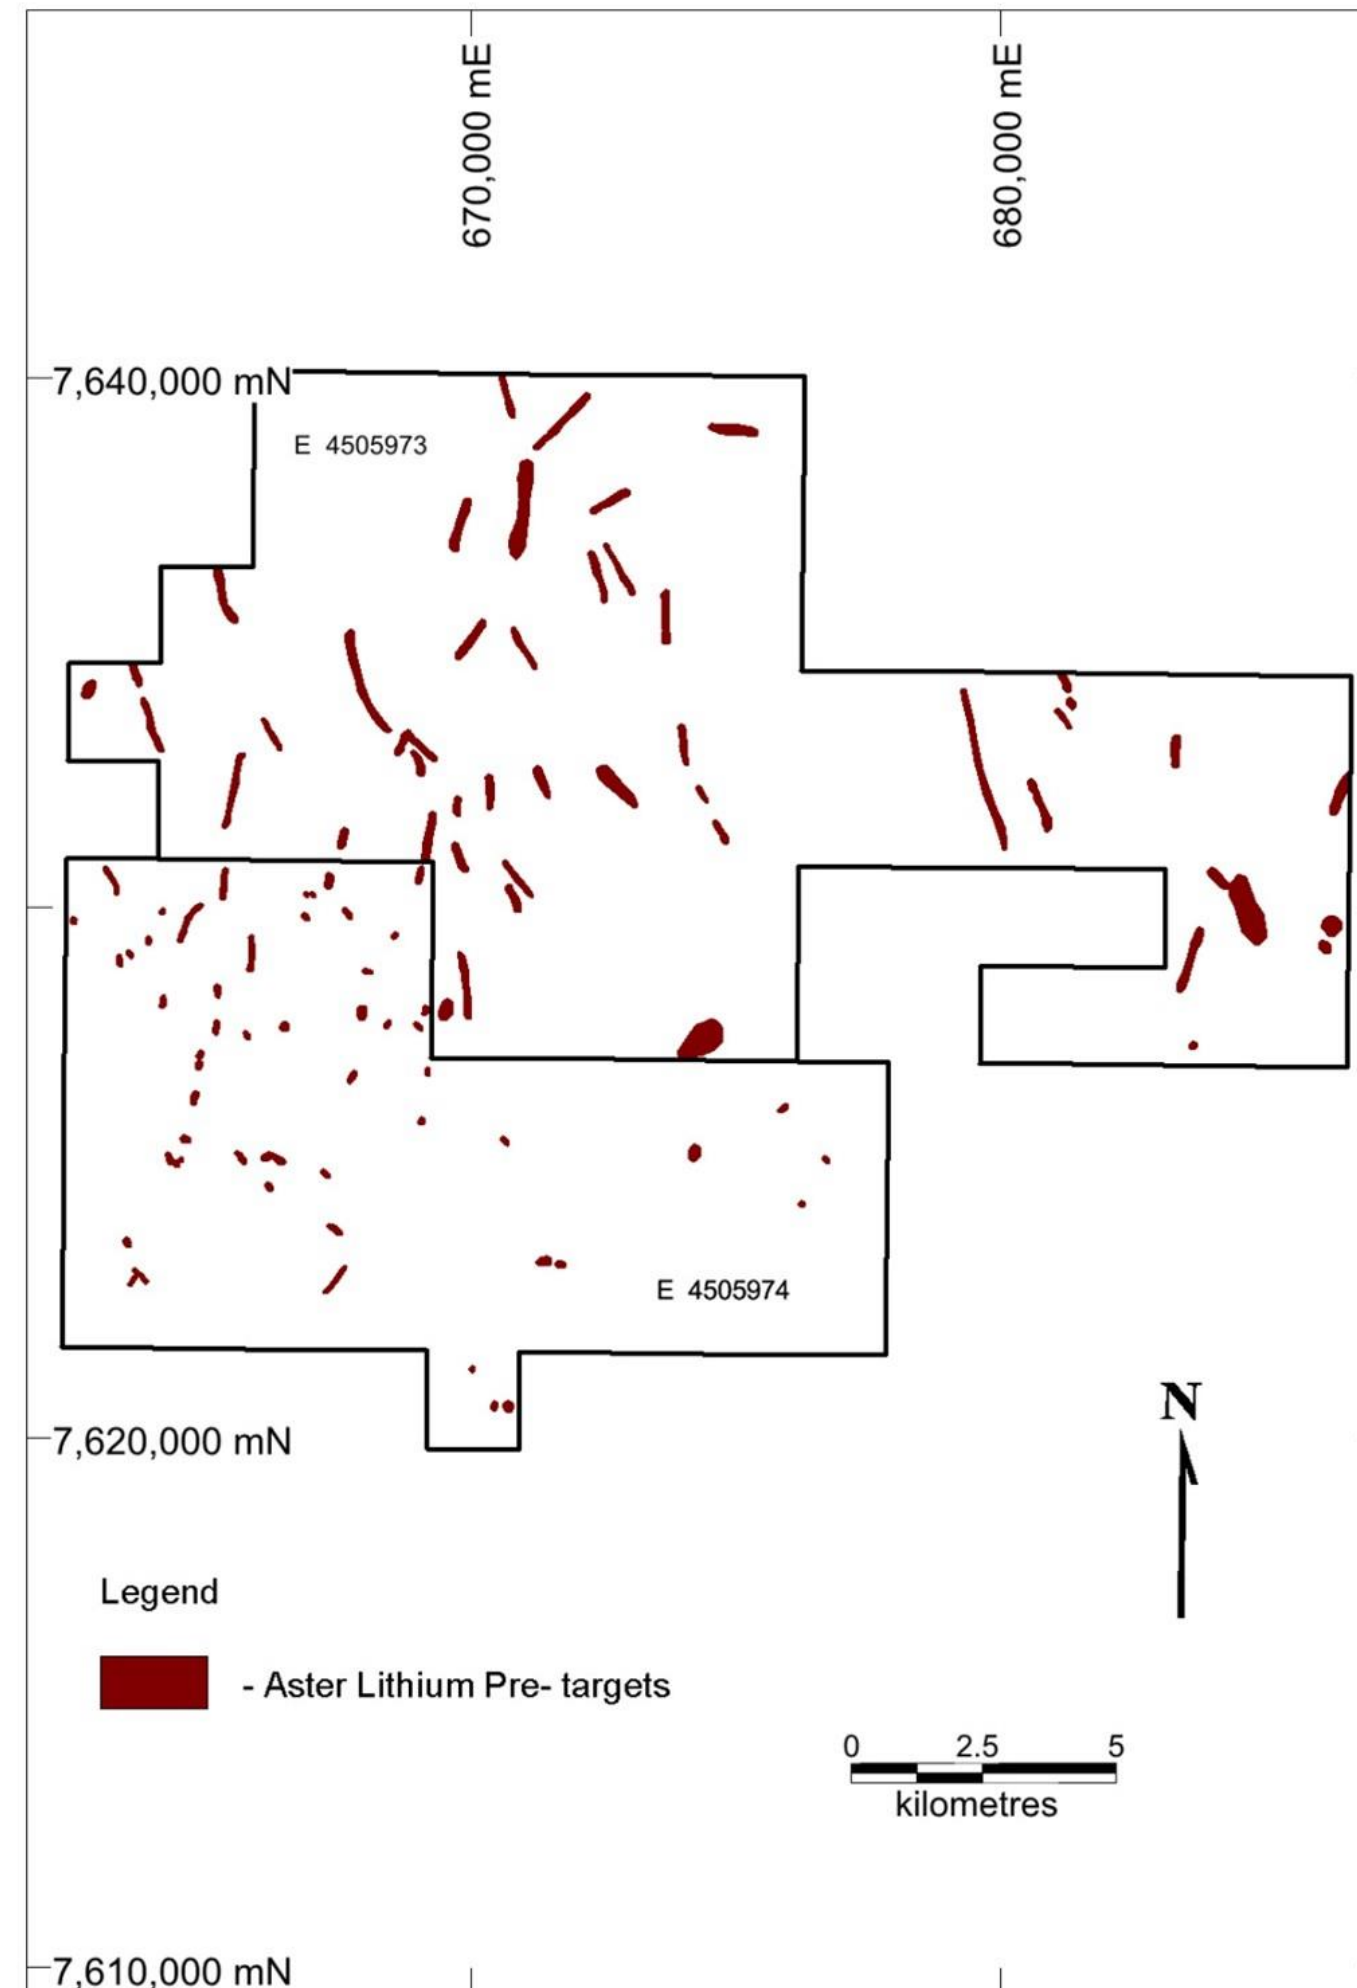 670,000 mE
680,000 mE
7,640,000 mN
E 4505973
E 4505974
N
7,620,000 mN
Legend
- Aster Lithium Pre- targets
0 2.5 5
kilometres
7,610,000 mN